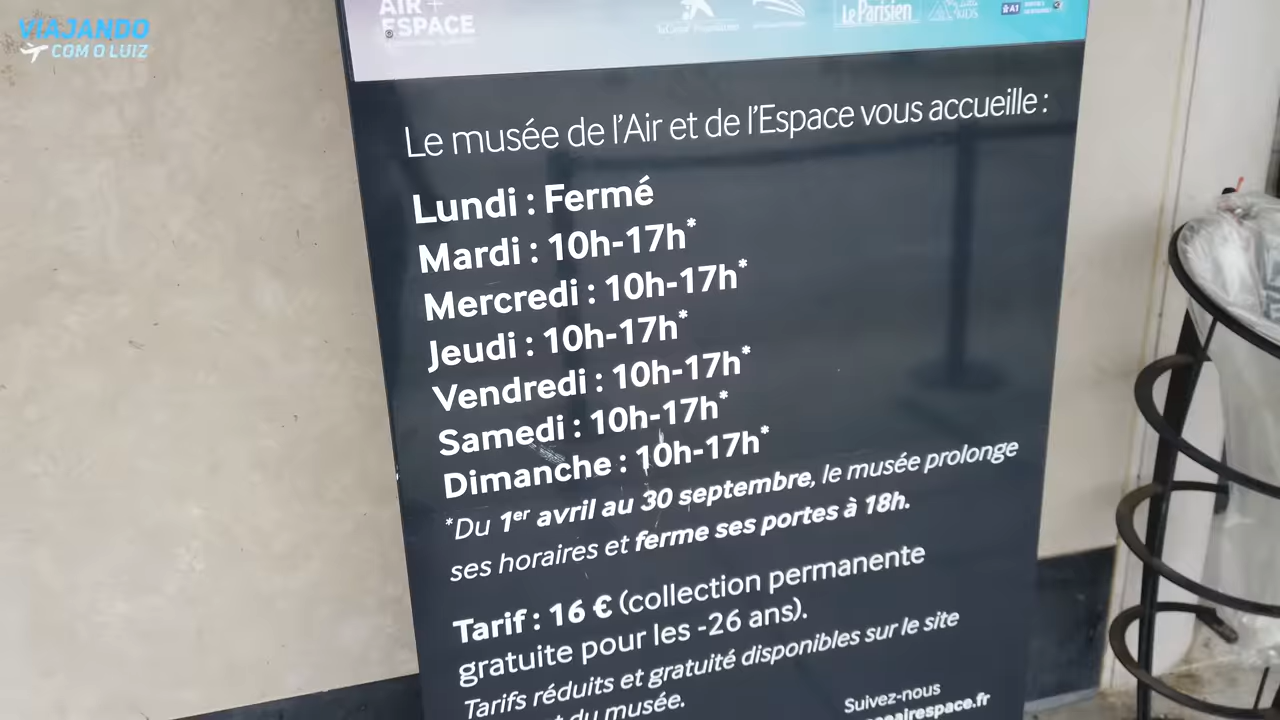 VIAJANDO
COM O LUIZ
AIR +
ESPACE
Le Parisien
A1
Le musée de l'Air et de l'Espace vous accueille :
Lundi : Fermé
Mardi : 10h-17h*
Mercredi : 10h-17h*
Jeudi : 10h-17h*
Vendredi : 10h-17h*
Samedi : 10h-17h*
Dimanche : 10h-17h*
*Du 1er avril au 30 septembre, le musée prolonge
ses horaires et ferme ses portes à 18h.
Tarif : 16 € (collection permanente
gratuite pour les -26 ans).
Tarifs réduits et gratuité disponibles sur le site
du musée.
Suivez-nous
airespace.fr